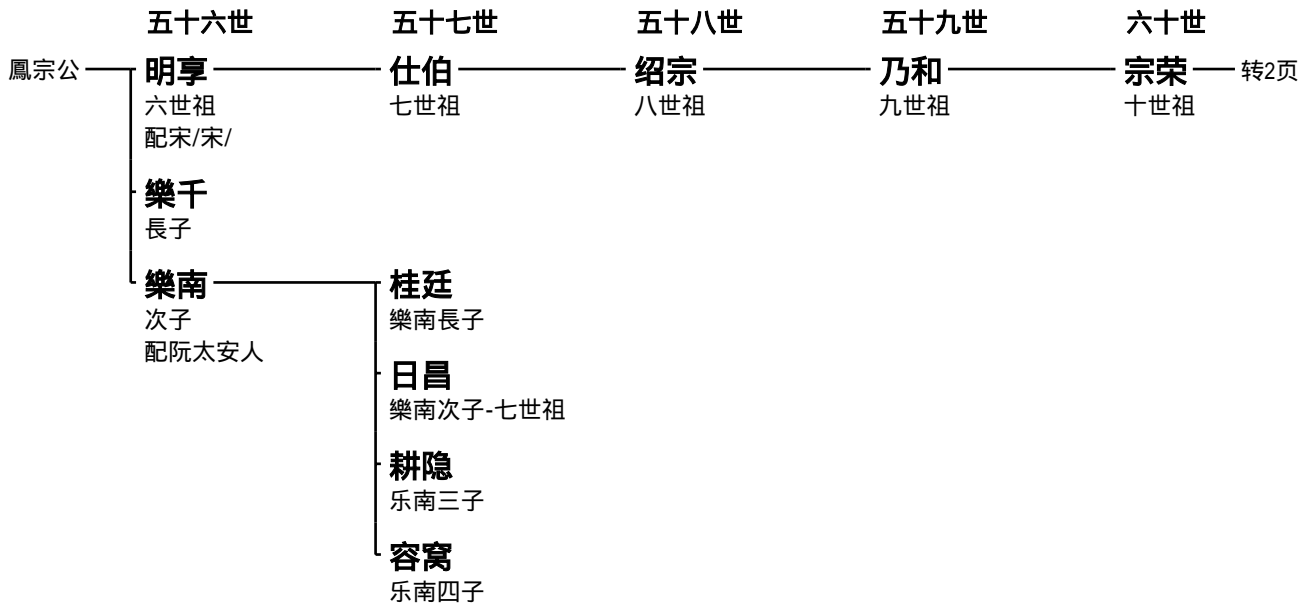 五十六世 五十七世 五十八世 五十九世 六十世
鳳宗公 明享 仕伯 绍宗 乃和 宗荣 转2页
六世祖 七世祖 八世祖 九世祖 十世祖
配宋/宋/
樂千
長子
樂南 桂廷
次子 樂南長子
配阮太安人
日昌
樂南次子-七世祖
耕隐
乐南三子
容窝
乐南四子